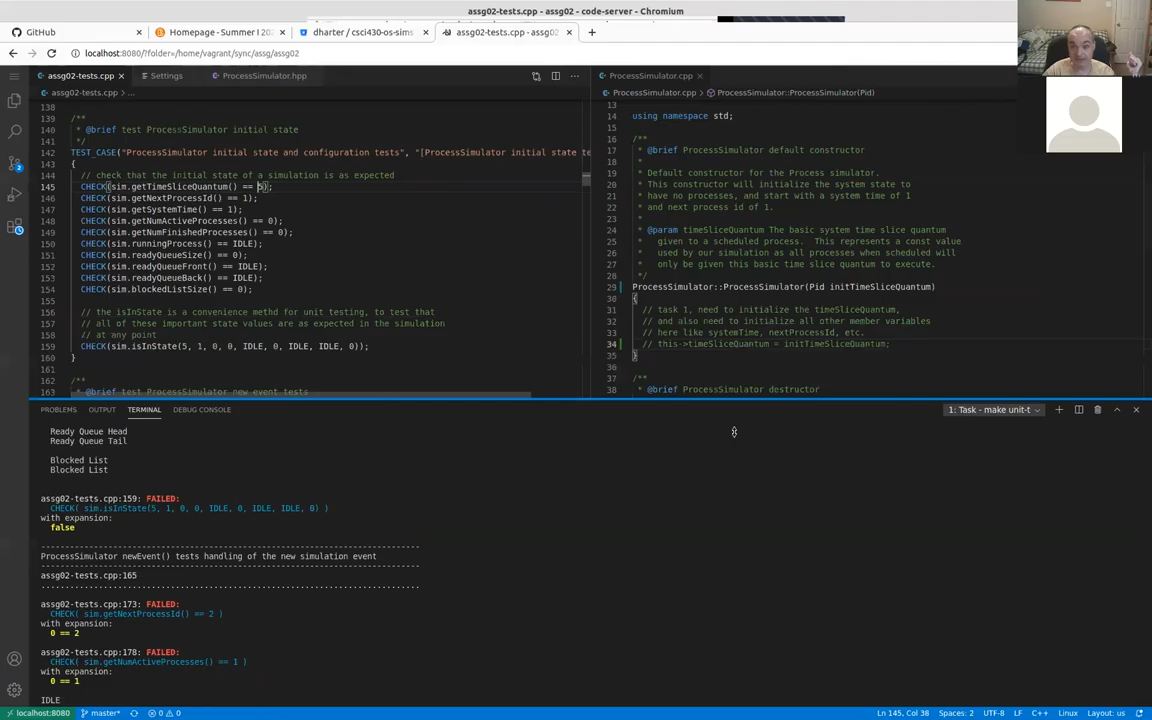 assg02-tests.cpp - assg02 - code-server - Chromium
GitHub
Homepage - Summer I 202
dharter / csci430-os-sims
assg02-tests.cpp - assg02
localhost:8080/?folder=/home/vagrant/sync/assg/assg02
assg02-tests.cpp
Settings
ProcessSimulator.hpp
assg02-tests.cpp > ...
138
139 /**
140 * @brief test ProcessSimulator initial state
141 */
142 TEST_CASE("ProcessSimulator initial state and configuration tests", "[ProcessSimulator initial state te
143 {
144 // check that the initial state of a simulation is as expected
145 CHECK(sim.getTimeSliceQuantum() == 5);
146 CHECK(sim.getNextProcessId() == 1);
147 CHECK(sim.getSystemTime() == 1);
148 CHECK(sim.getNumActiveProcesses() == 0);
149 CHECK(sim.getNumFinishedProcesses() == 0);
150 CHECK(sim.runningProcess() == IDLE);
151 CHECK(sim.readyQueueSize() == 0);
152 CHECK(sim.readyQueueFront() == IDLE);
153 CHECK(sim.readyQueueBack() == IDLE);
154 CHECK(sim.blockedListSize() == 0);
155
156 // the isInState is a convenience methd for unit testing, to test that
157 // all of these important state values are as expected in the simulation
158 // at any point
159 CHECK(sim.isInState(5, 1, 0, 0, IDLE, 0, IDLE, IDLE, 0));
160 }
161
162 /**
163 * @brief test ProcessSimulator new event tests
ProcessSimulator.cpp
ProcessSimulator.cpp > ProcessSimulator::ProcessSimulator(Pid)
13
14 using namespace std;
15
16 /**
17 * @brief ProcessSimulator default constructor
18 *
19 * Default constructor for the Process simulator.
20 * This constructor will initialize the system state to
21 * have no processes, and start with a system time of 1
22 * and next process id of 1.
23 *
24 * @param timeSliceQuantum The basic system time slice quantum
25 * given to a scheduled process. This represents a const value
26 * used by our simulation as all processes when scheduled will
27 * only be given this basic time slice quantum to execute.
28 */
29 ProcessSimulator::ProcessSimulator(Pid initTimeSliceQuantum)
30 {
31 // task 1, need to initialize the timeSliceQuantum,
32 // and also need to initialize all other member variables
33 // here like systemTime, nextProcessId, etc.
34 // this->timeSliceQuantum = initTimeSliceQuantum;
35 }
36
37 /**
38 * @brief ProcessSimulator destructor
PROBLEMS OUTPUT TERMINAL DEBUG CONSOLE
1: Task - make unit-t
Ready Queue Head
Ready Queue Tail
Blocked List
Blocked List
assg02-tests.cpp:159: FAILED:
CHECK( sim.isInState(5, 1, 0, 0, IDLE, 0, IDLE, IDLE, 0) )
with expansion:
false
-------------------------------------------------------------------------------
ProcessSimulator newEvent() tests handling of the new simulation event
-------------------------------------------------------------------------------
assg02-tests.cpp:165
...............................................................................
assg02-tests.cpp:173: FAILED:
CHECK( sim.getNextProcessId() == 2 )
with expansion:
0 == 2
assg02-tests.cpp:178: FAILED:
CHECK( sim.getNumActiveProcesses() == 1 )
with expansion:
0 == 1
IDLE
localhost:8080 master* 0 0
Ln 145, Col 38 Spaces: 2 UTF-8 LF C++ Linux Layout: us